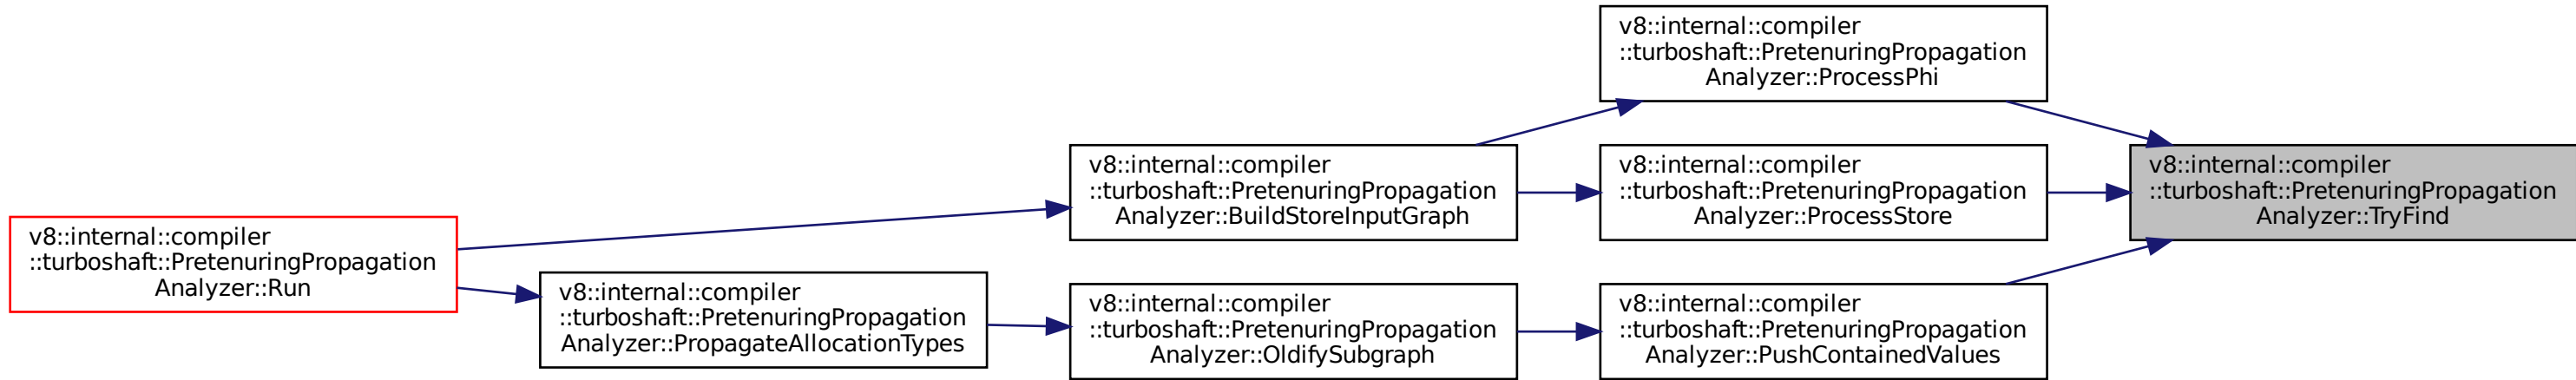 v8::internal::compiler
::turboshaft::PretenuringPropagation
Analyzer::Run
v8::internal::compiler
::turboshaft::PretenuringPropagation
Analyzer::PropagateAllocationTypes
v8::internal::compiler
::turboshaft::PretenuringPropagation
Analyzer::BuildStoreInputGraph
v8::internal::compiler
::turboshaft::PretenuringPropagation
Analyzer::OldifySubgraph
v8::internal::compiler
::turboshaft::PretenuringPropagation
Analyzer::ProcessPhi
v8::internal::compiler
::turboshaft::PretenuringPropagation
Analyzer::ProcessStore
v8::internal::compiler
::turboshaft::PretenuringPropagation
Analyzer::PushContainedValues
v8::internal::compiler
::turboshaft::PretenuringPropagation
Analyzer::TryFind